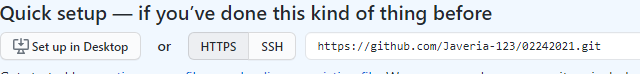 Quick setup — if you've done this kind of thing before
Set up in Desktop or HTTPS SSH https://github.com/Javeria-123/02242021.git